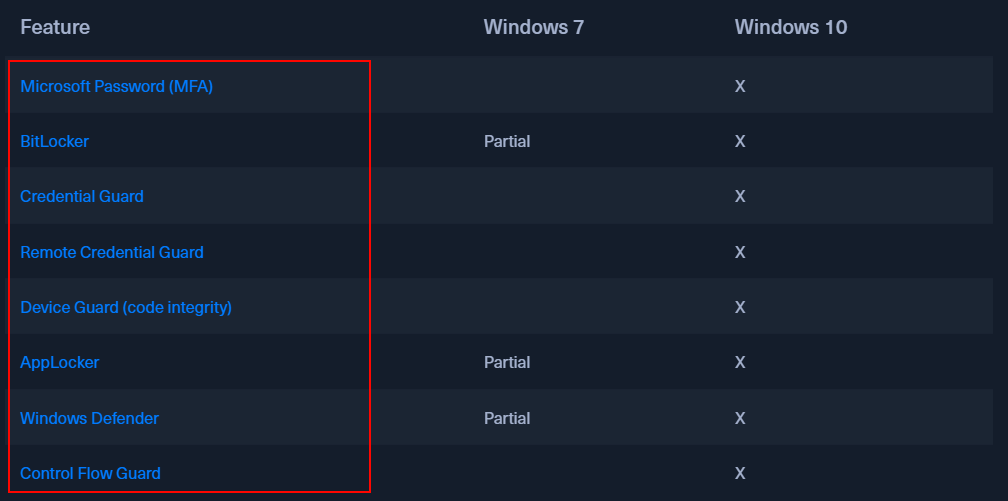 Feature Windows 7 Windows 10
Microsoft Password (MFA) X
BitLocker Partial X
Credential Guard X
Remote Credential Guard X
Device Guard (code integrity) X
AppLocker Partial X
Windows Defender Partial X
Control Flow Guard X